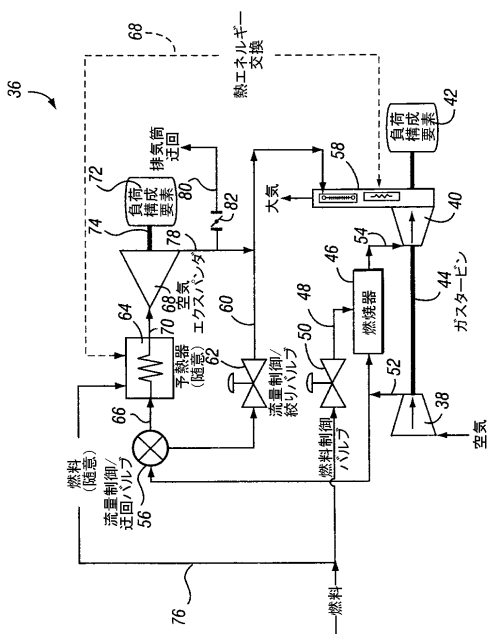 36
68
熱エネルギー
交換
72
負荷
構成
要素
74
排気筒
迂回
80
82
78
68
空気
エクスパンダ
64
70
予熱器
(随意)
66
燃料
(随意)
流量制御/
迂回バルブ
56
76
燃料
62
流量制御/
絞りバルブ
60
大気
58
負荷
構成
要素
42
40
54
46
燃焼器
48
50
燃料制御
バルブ
52
44
ガスタービン
38
空気